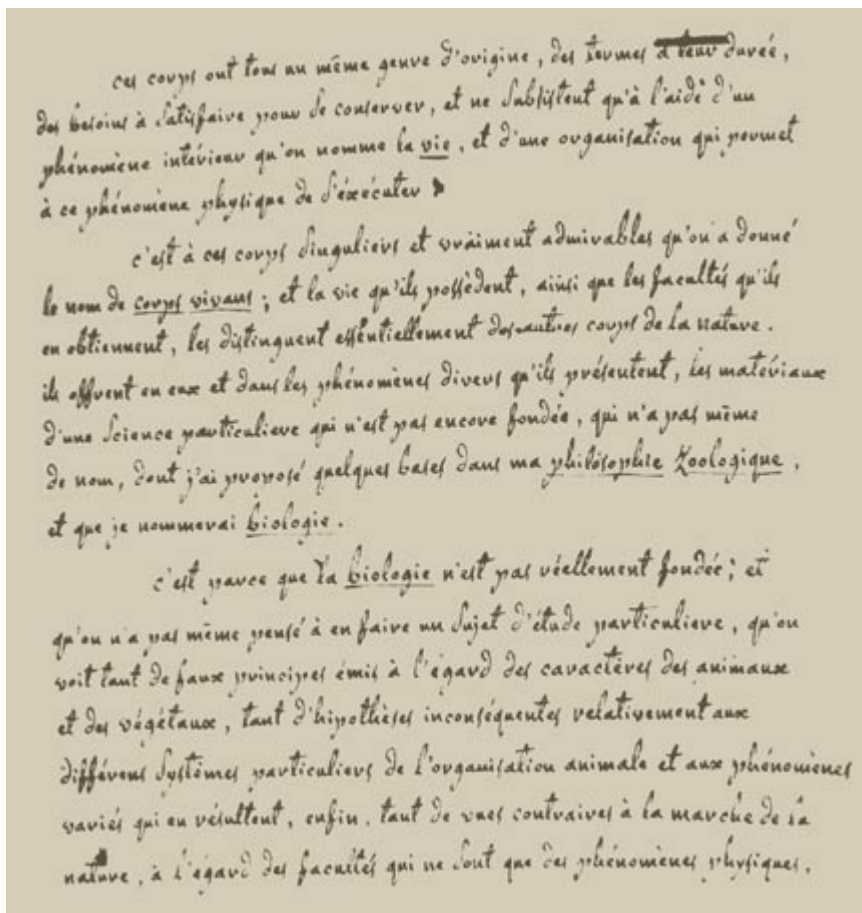 ces corps ont tous un même genre d'origine, des termes à leur durée,
des besoins à satisfaire pour se conserver, et ne subsistent qu'à l'aide d'un
phénomène intérieur qu'on nomme la vie, et d'une organisation qui permet
à ce phénomène physique de s'éxécuter
c'est à ces corps singuliers et vraiment admirables qu'on a donné
le nom de corps vivans ; et la vie qu'ils possèdent, ainsi que les facultés qu'ils
en obtiennent, les distinguent essentiellement des autres corps de la nature.
ils offrent en eux et dans les phénomènes divers qu'ils présentent, les matériaux
d'une science particuliere qui n'est pas encore fondée, qui n'a pas même
de nom, dont j'ai proposé quelques bases dans ma philosophie Zoologique,
et que je nommerai biologie.
c'est parce que la biologie n'est pas réellement fondée ; et
qu'on n'a pas même pensé à en faire un sujet d'étude particuliere, qu'on
voit tant de faux principes émis à l'égard des caractères des animaux
et des végétaux, tant d'hipothèses inconséquentes relativement aux
différens systêmes particuliers de l'organisation animale et aux phénomènes
variés qui en résultent, enfin, tant de vues contraires à la marche de la
nature, à l'égard des facultés qui ne sont que des phénomènes physiques.